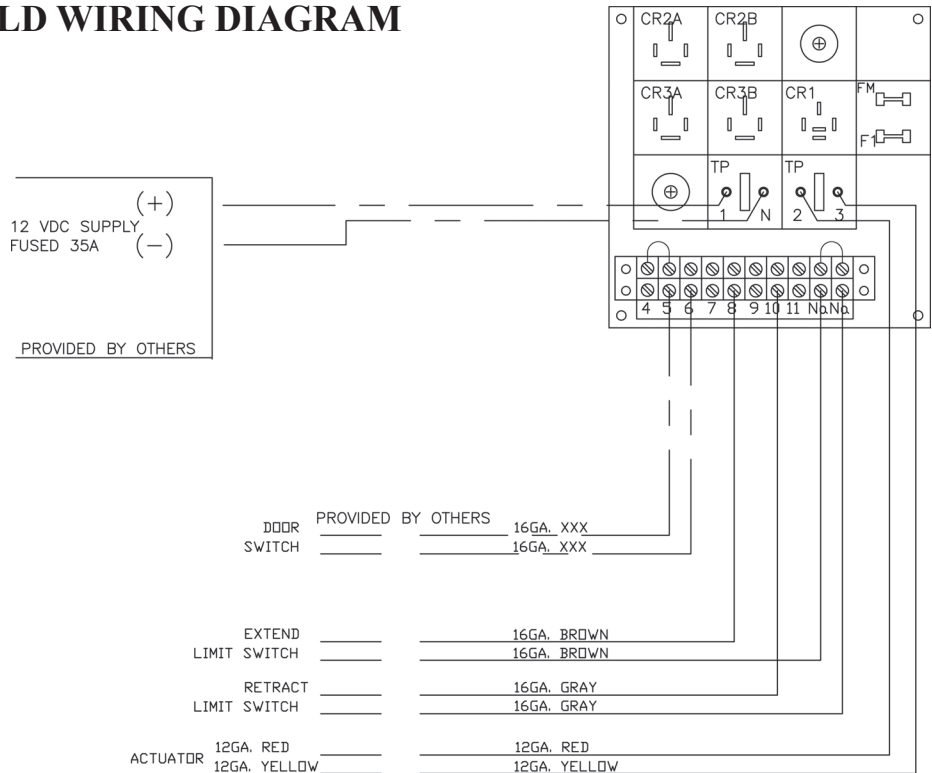 LD WIRING DIAGRAM
CR2A CR2B
CR3A CR3B CR1 FM
F1
TP TP
1 N 2 3
(+)
12 VDC SUPPLY
FUSED 35A (—)
PROVIDED BY OTHERS
4 5 6 7 8 9 10 11 Na Na
PROVIDED BY OTHERS
DOOR 16GA. XXX
SWITCH 16GA. XXX
EXTEND 16GA. BROWN
LIMIT SWITCH 16GA. BROWN
RETRACT 16GA. GRAY
LIMIT SWITCH 16GA. GRAY
ACTUATOR 12GA. RED 12GA. RED
12GA. YELLOW 12GA. YELLOW